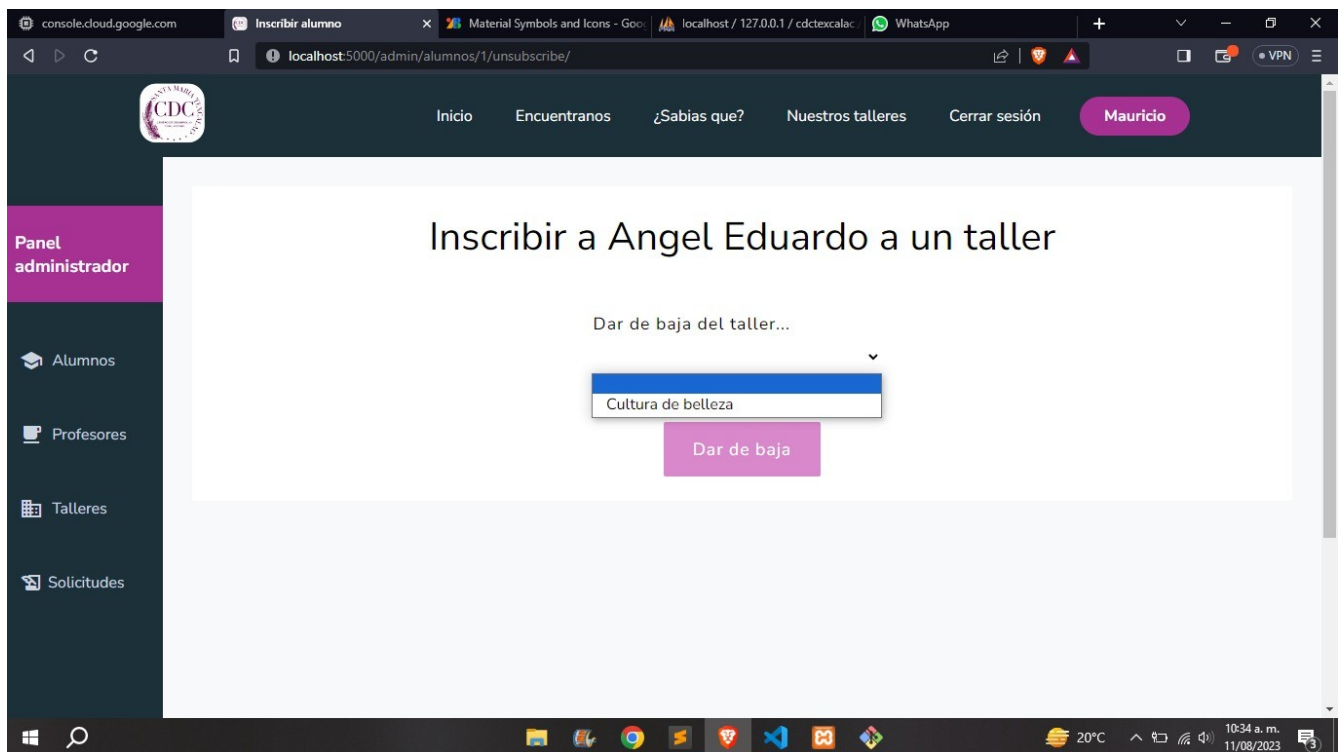 console.cloud.google.com
Inscribir alumno
Material Symbols and Icons - Goo
localhost / 127.0.0.1 / cdctexcalac
WhatsApp
localhost:5000/admin/alumnos/1/unsubscribe/
VPN
CDC
Inicio
Encuentranos
¿Sabias que?
Nuestros talleres
Cerrar sesión
Mauricio
Panel
administrador
Alumnos
Profesores
Talleres
Solicitudes
Inscribir a Angel Eduardo a un taller
Dar de baja del taller...
Cultura de belleza
Dar de baja
20°C
10:34 a. m.
11/08/2023
3